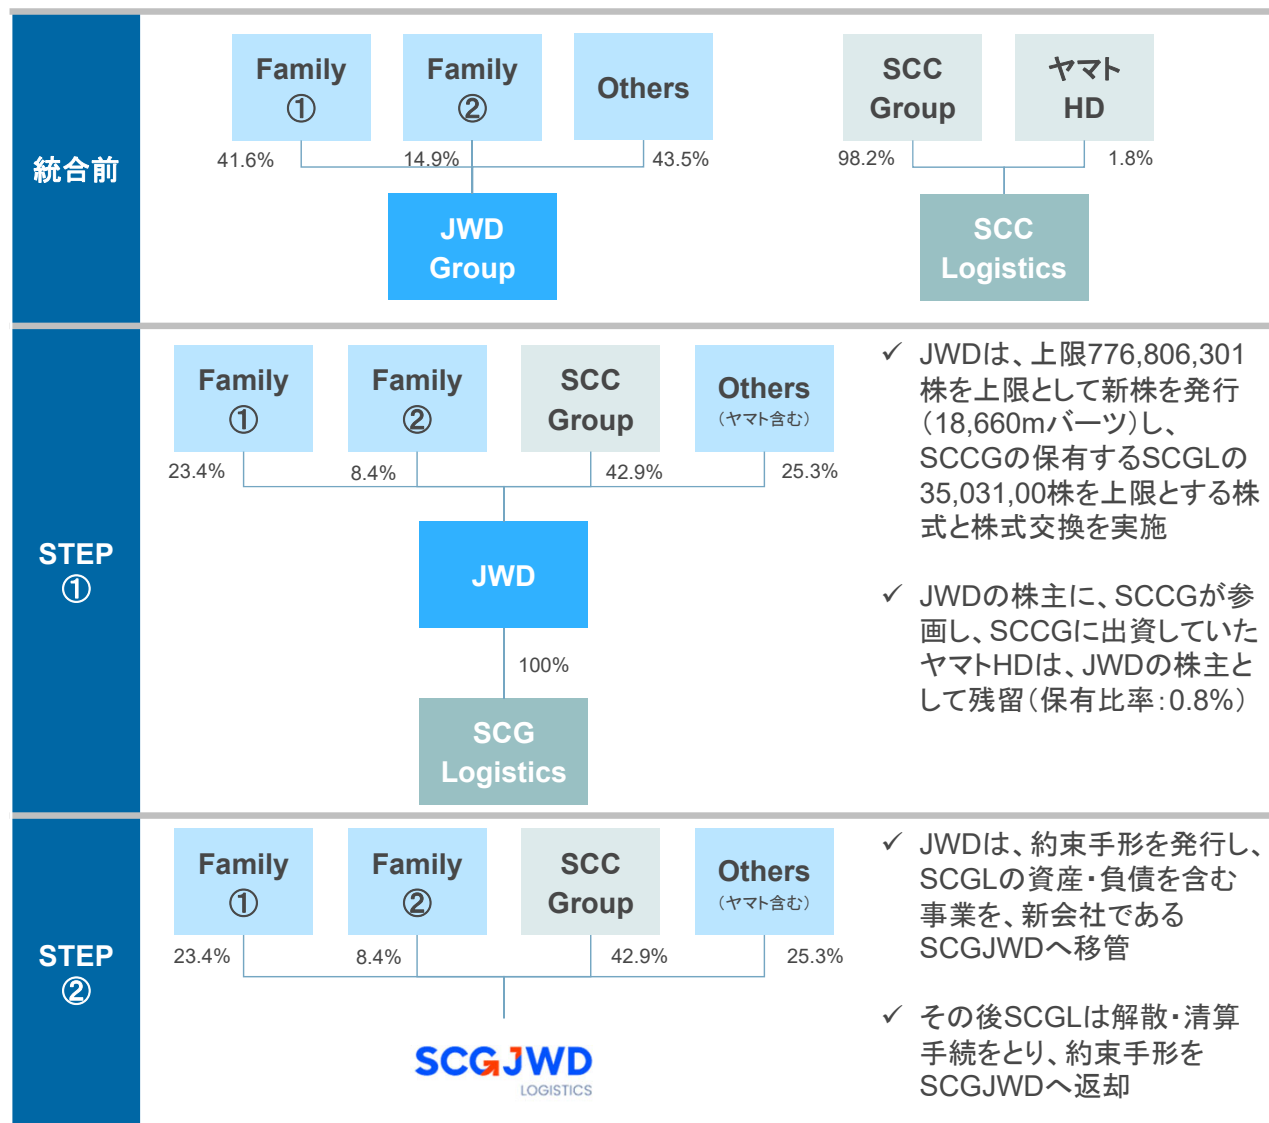 統合前
Family
①
Family
②
Others
SCC
Group
ヤマト
HD
41.6%
14.9%
43.5%
98.2%
1.8%
JWD
Group
SCC
Logistics
STEP
①
Family
①
Family
②
SCC
Group
Others
（ヤマト含む）
23.4%
8.4%
42.9%
25.3%
JWD
100%
SCG
Logistics
✓ JWDは、上限776,806,301
株を上限として新株を発行
（18,660mバーツ）し、
SCCGの保有するSCGLの
35,031,00株を上限とする株
式と株式交換を実施
✓ JWDの株主に、SCCGが参
画し、SCCGに出資していた
ヤマトHDは、JWDの株主と
して残留（保有比率：0.8%）
STEP
②
Family
①
Family
②
SCC
Group
Others
（ヤマト含む）
23.4%
8.4%
42.9%
25.3%
SCGJWD
LOGISTICS
✓ JWDは、約束手形を発行し、
SCGLの資産・負債を含む
事業を、新会社である
SCGJWDへ移管
✓ その後SCGLは解散・清算
手続をとり、約束手形を
SCGJWDへ返却